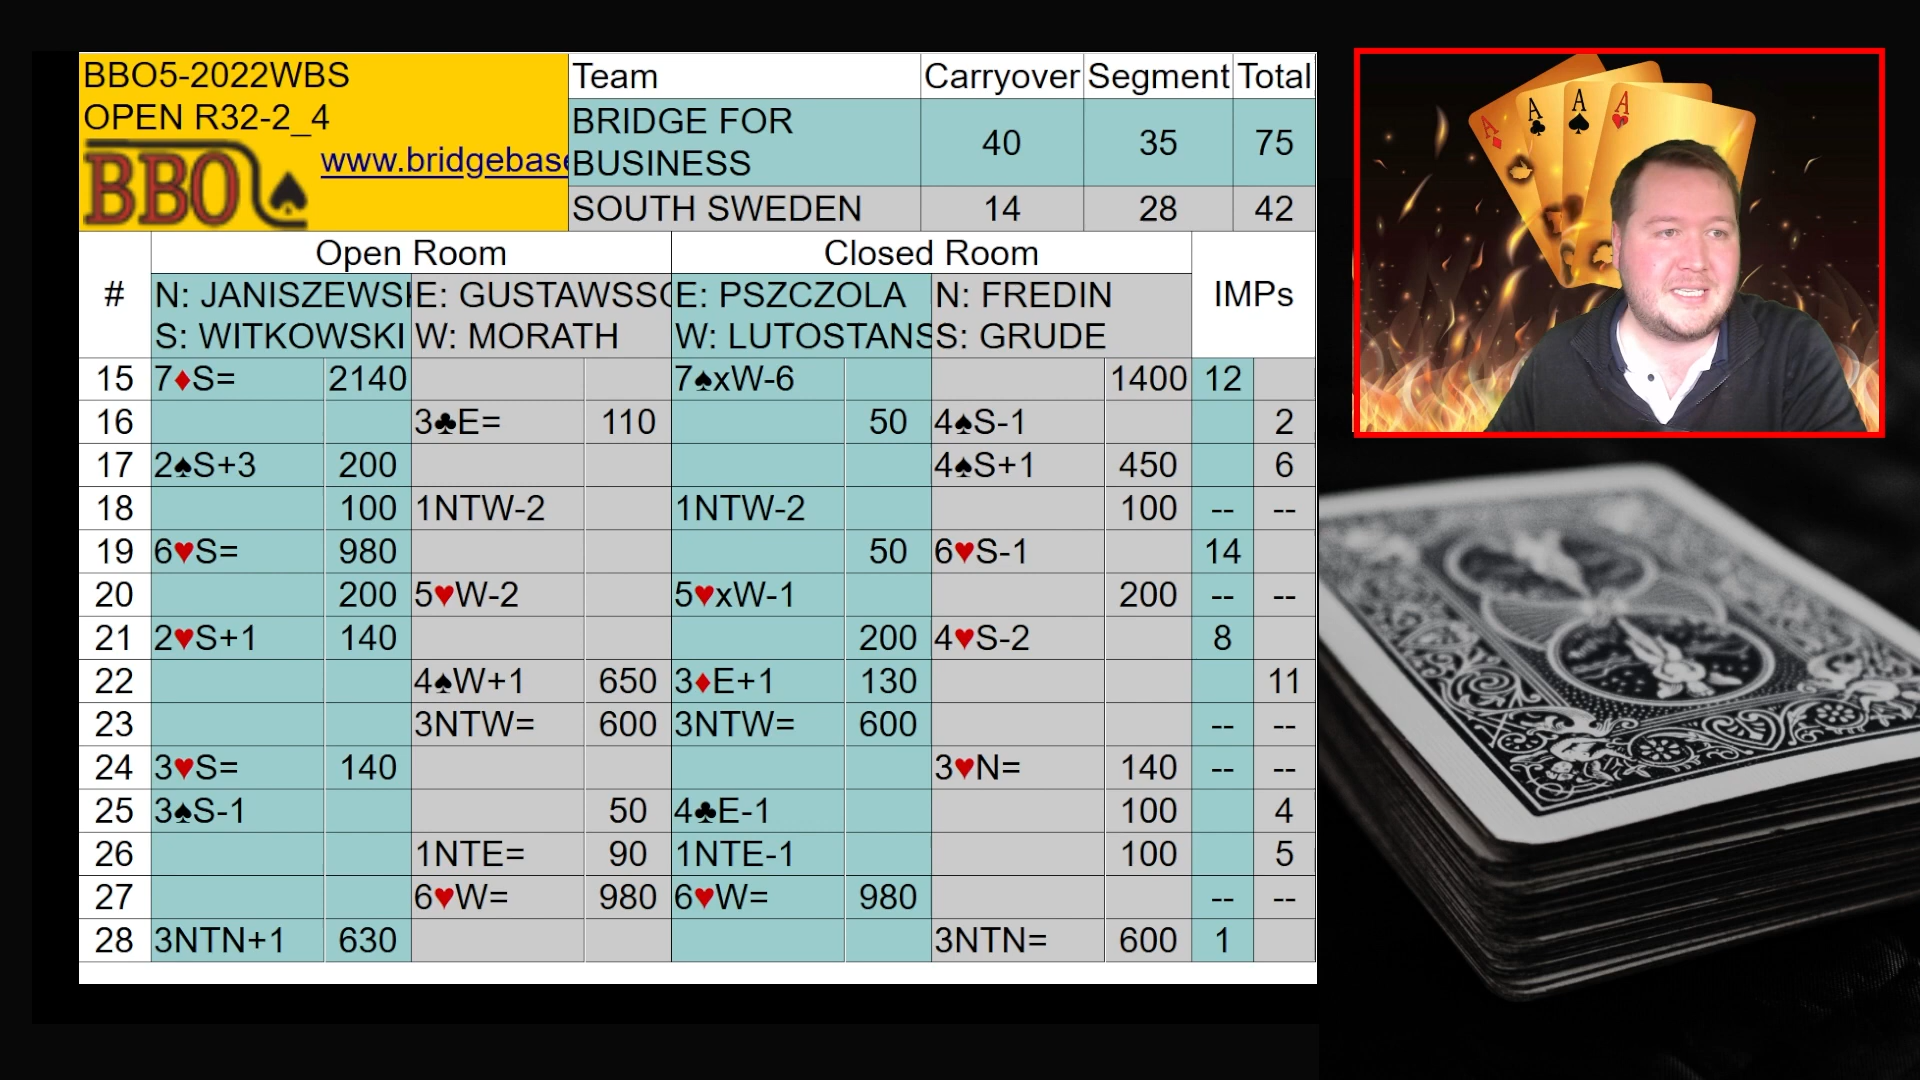 BBO5-2022WBS
OPEN R32-2_4
BBO
www.bridgebase
Team Carryover Segment Total
BRIDGE FOR BUSINESS 40 35 75
SOUTH SWEDEN 14 28 42
# Open Room Closed Room IMPs
N: JANISZEWSK E: GUSTAWSSO E: PSZCZOLA N: FREDIN
S: WITKOWSKI W: MORATH W: LUTOSTANS S: GRUDE
15 7♦S= 2140 7♠xW-6 1400 12
16 3♣E= 110 50 4♠S-1 2
17 2♠S+3 200 4♠S+1 450 6
18 100 1NTW-2 1NTW-2 100 -- --
19 6♥S= 980 50 6♥S-1 14
20 200 5♥W-2 5♥xW-1 200 -- --
21 2♥S+1 140 200 4♥S-2 8
22 4♠W+1 650 3♦E+1 130 11
23 3NTW= 600 3NTW= 600 -- --
24 3♥S= 140 3♥N= 140 -- --
25 3♠S-1 50 4♣E-1 100 4
26 1NTE= 90 1NTE-1 100 5
27 6♥W= 980 6♥W= 980 -- --
28 3NTN+1 630 3NTN= 600 1
A A A A